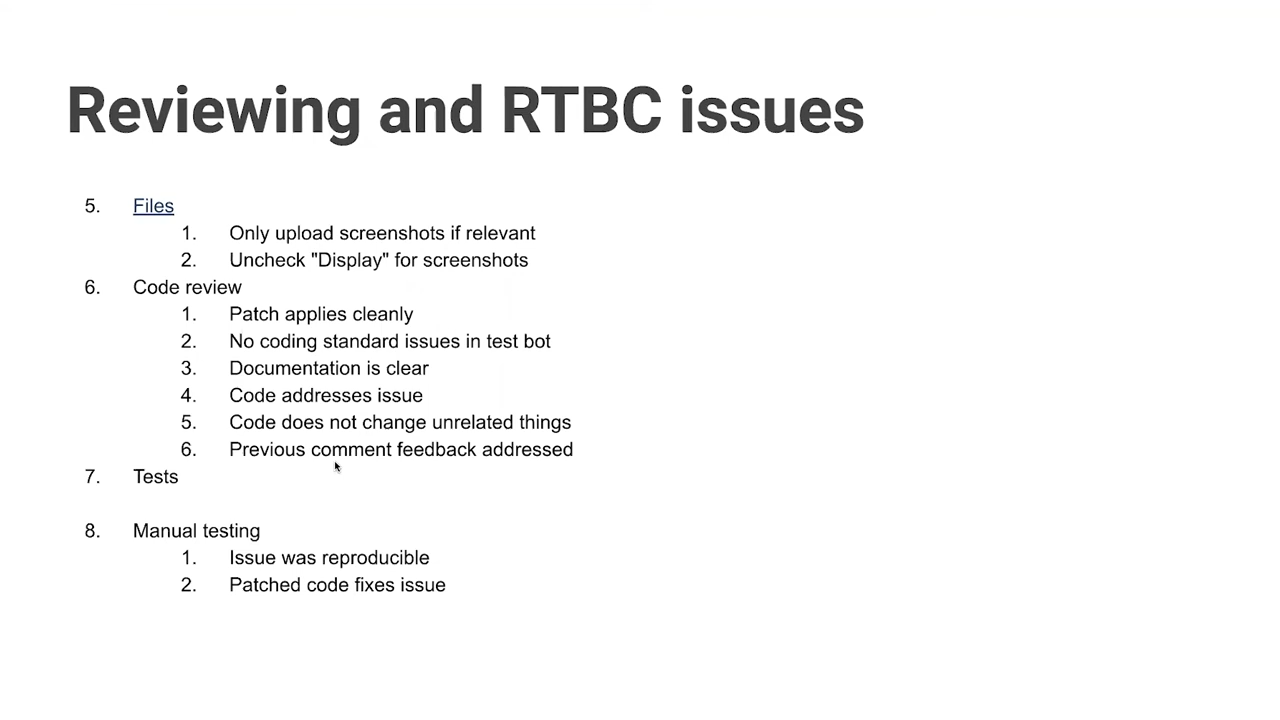 Reviewing and RTBC issues
5. Files
1. Only upload screenshots if relevant
2. Uncheck "Display" for screenshots
6. Code review
1. Patch applies cleanly
2. No coding standard issues in test bot
3. Documentation is clear
4. Code addresses issue
5. Code does not change unrelated things
6. Previous comment feedback addressed
7. Tests
8. Manual testing
1. Issue was reproducible
2. Patched code fixes issue